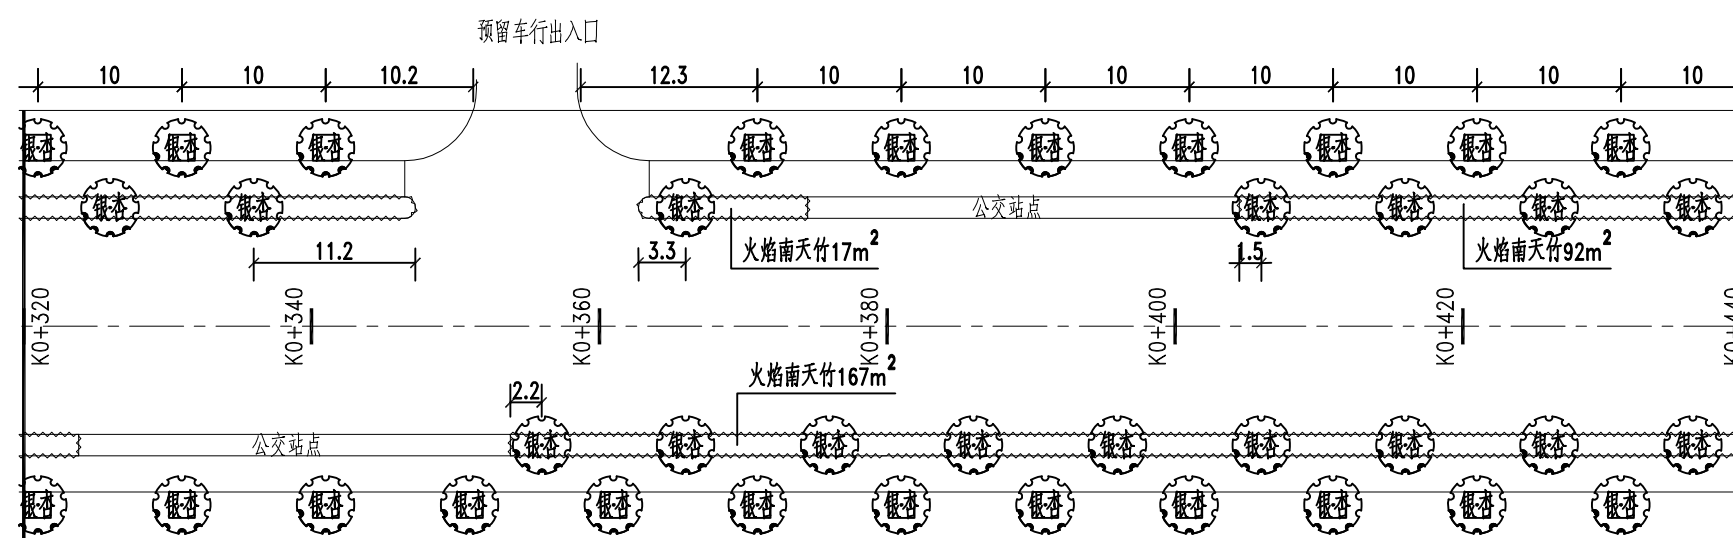 预留车行出入口
10 10 10.2 12.3 10 10 10 10 10 10 10
银杏 银杏 银杏 银杏 银杏 银杏 银杏 银杏 银杏 银杏
银杏 银杏 银杏 公交站点 银杏 银杏 银杏 银杏
11.2 3.3 火焰南天竹17m² 1.5 火焰南天竹92m²
K0+320 K0+340 K0+360 K0+380 K0+400 K0+420 K0+440
2.2 火焰南天竹167m²
公交站点 银杏 银杏 银杏 银杏 银杏 银杏 银杏 银杏 银杏
银杏 银杏 银杏 银杏 银杏 银杏 银杏 银杏 银杏 银杏 银杏 银杏